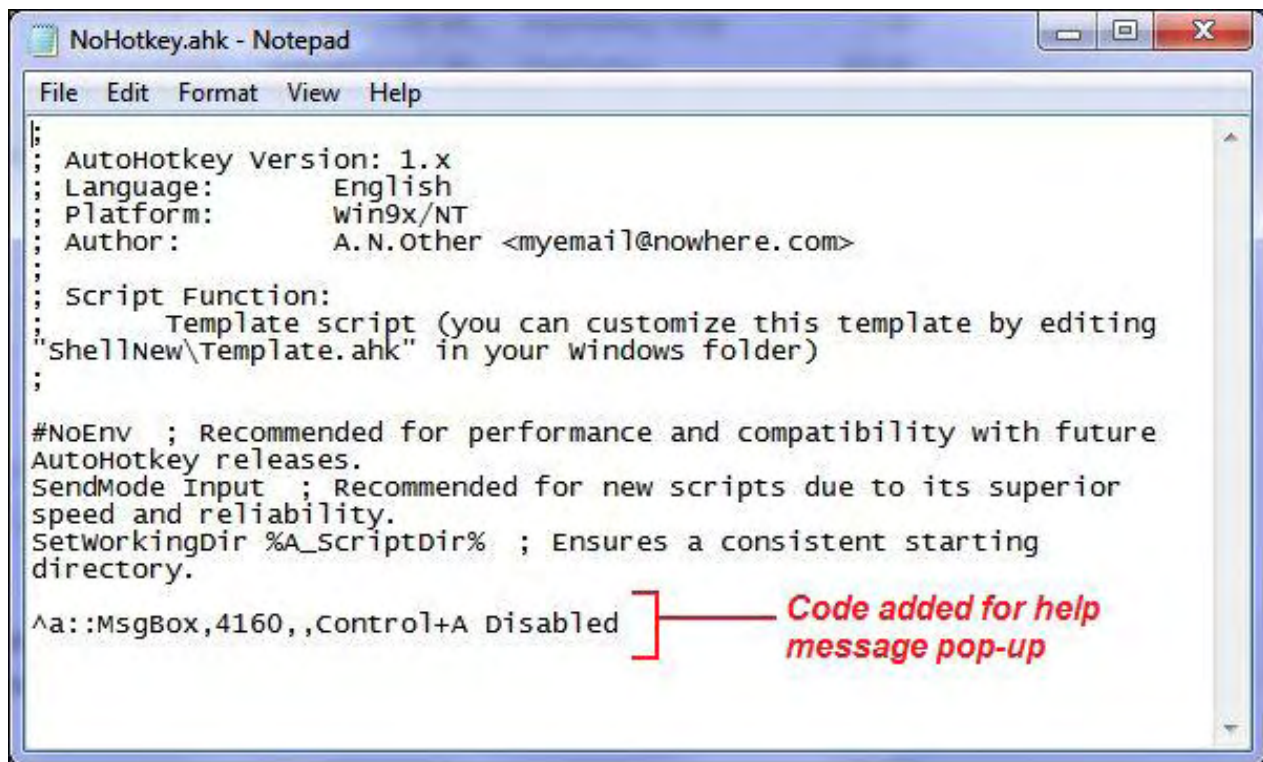 NoHotkey.ahk - Notepad
File Edit Format View Help
;
; AutoHotkey Version: 1.x
; Language:       English
; Platform:       Win9x/NT
; Author:         A.N.Other <myemail@nowhere.com>
;
; Script Function:
;       Template script (you can customize this template by editing
"ShellNew\Template.ahk" in your Windows folder)
;
#NoEnv  ; Recommended for performance and compatibility with future
AutoHotkey releases.
SendMode Input  ; Recommended for new scripts due to its superior
speed and reliability.
SetWorkingDir %A_ScriptDir%  ; Ensures a consistent starting
directory.
^a::MsgBox,4160,,Control+A Disabled
Code added for help
message pop-up